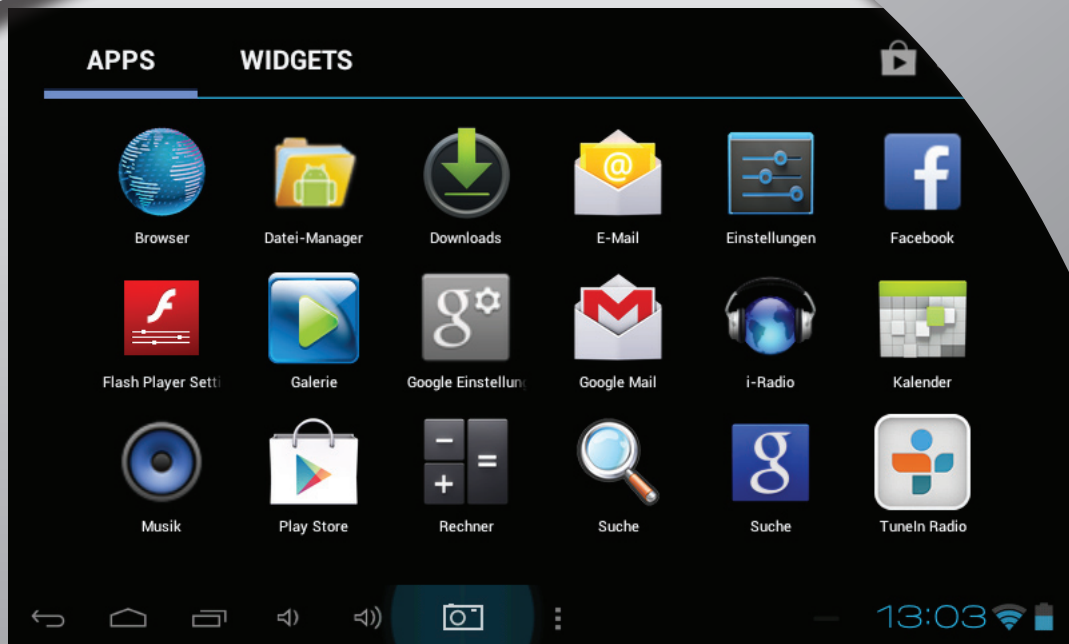 APPS WIDGETS
Browser Datei-Manager Downloads E-Mail Einstellungen Facebook
Flash Player Setti Galerie Google Einstellung Google Mail i-Radio Kalender
Musik Play Store Rechner Suche Suche TuneIn Radio
13:03